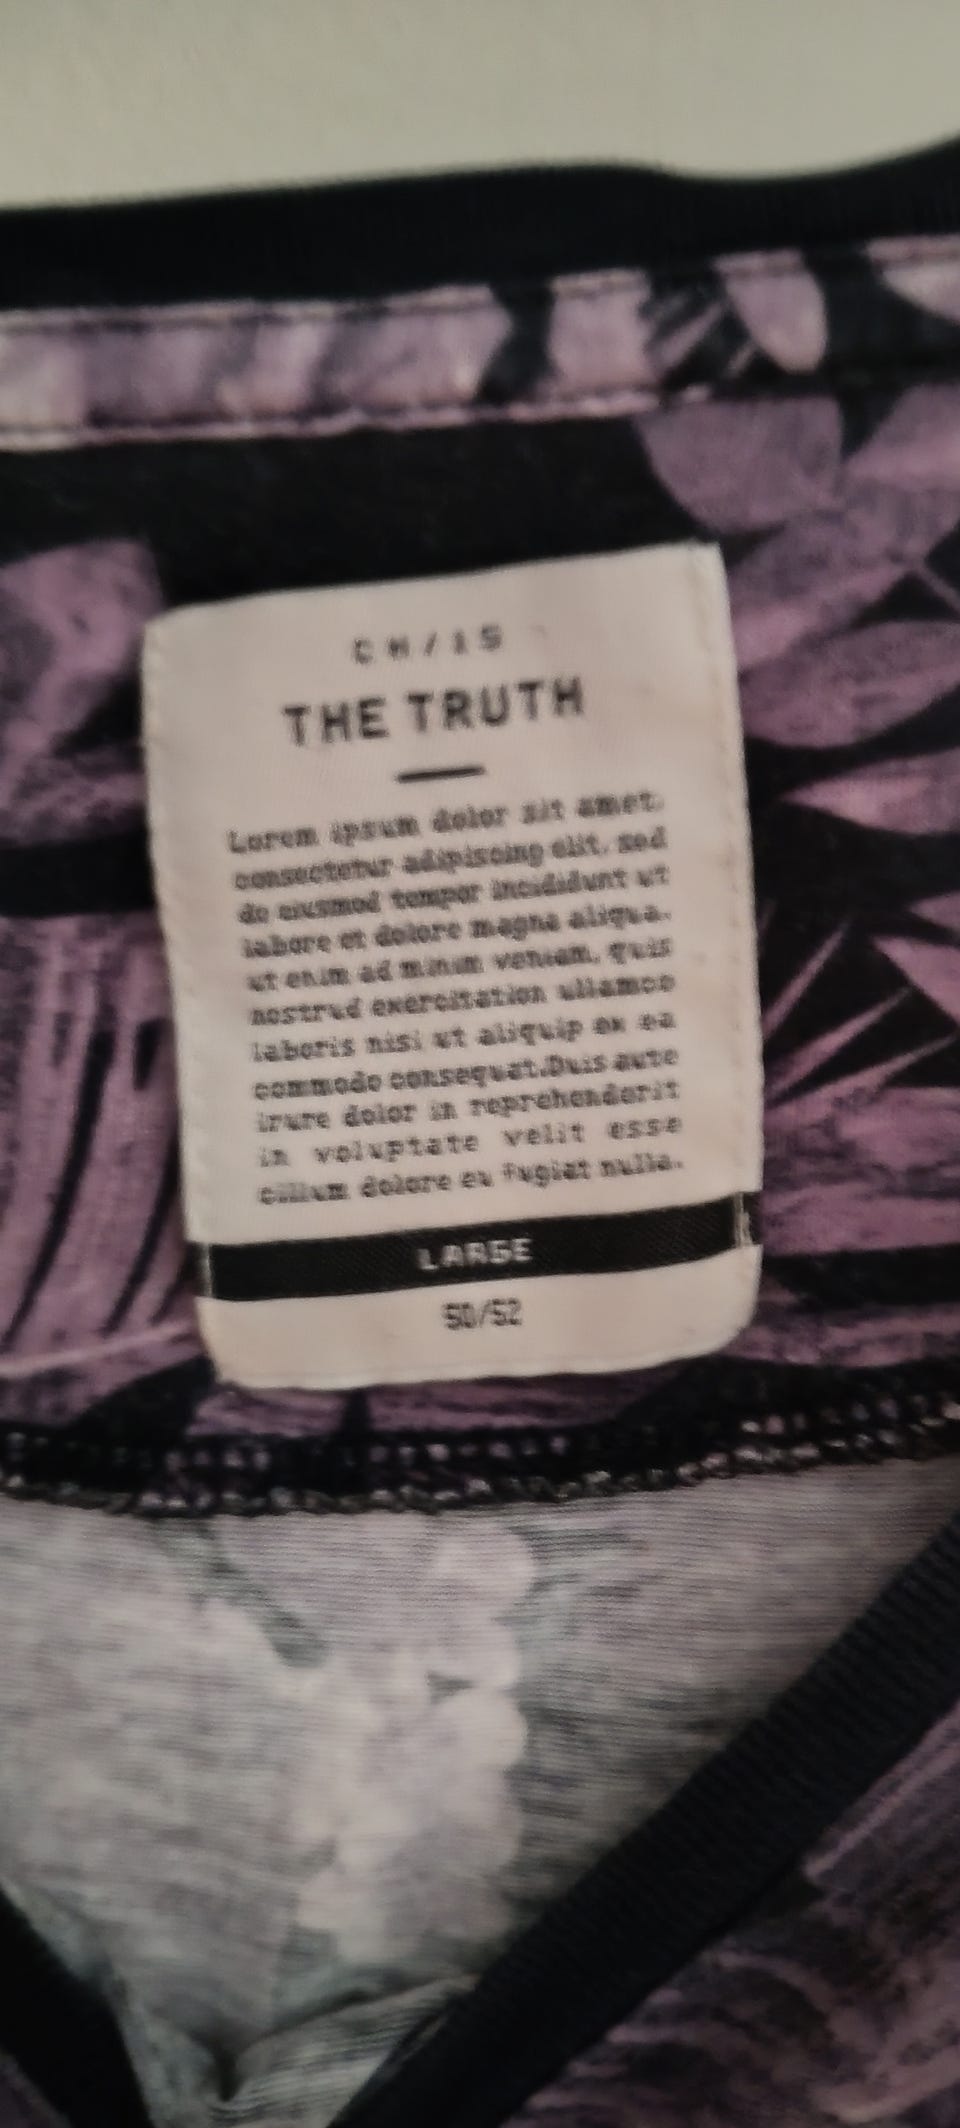 CH/15
THE TRUTH
Lorem ipsum dolor sit amet,
consectetur adipiscing elit, sed
do eiusmod tempor incididunt ut
labore et dolore magna aliqua.
ut enim ad minim veniam, quis
nostrud exercitation ullamco
laboris nisi ut aliquip ex ea
commodo consequat.Duis aute
irure dolor in reprehenderit
in voluptate velit esse
cillum dolore eu fugiat nulla.
LARGE
50/52